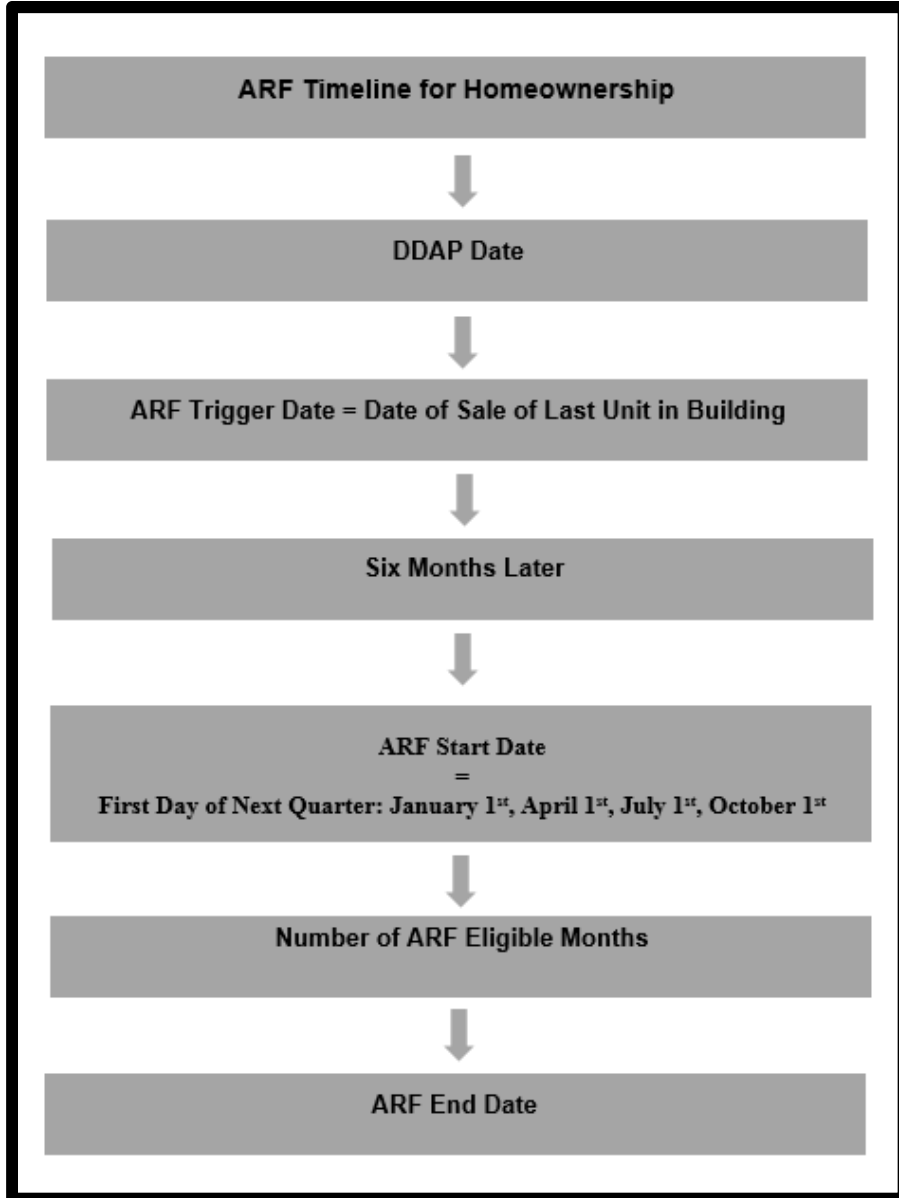 ARF Timeline for Homeownership
DDAP Date
ARF Trigger Date = Date of Sale of Last Unit in Building
Six Months Later
ARF Start Date
=
First Day of Next Quarter: January 1st, April 1st, July 1st, October 1st
Number of ARF Eligible Months
ARF End Date